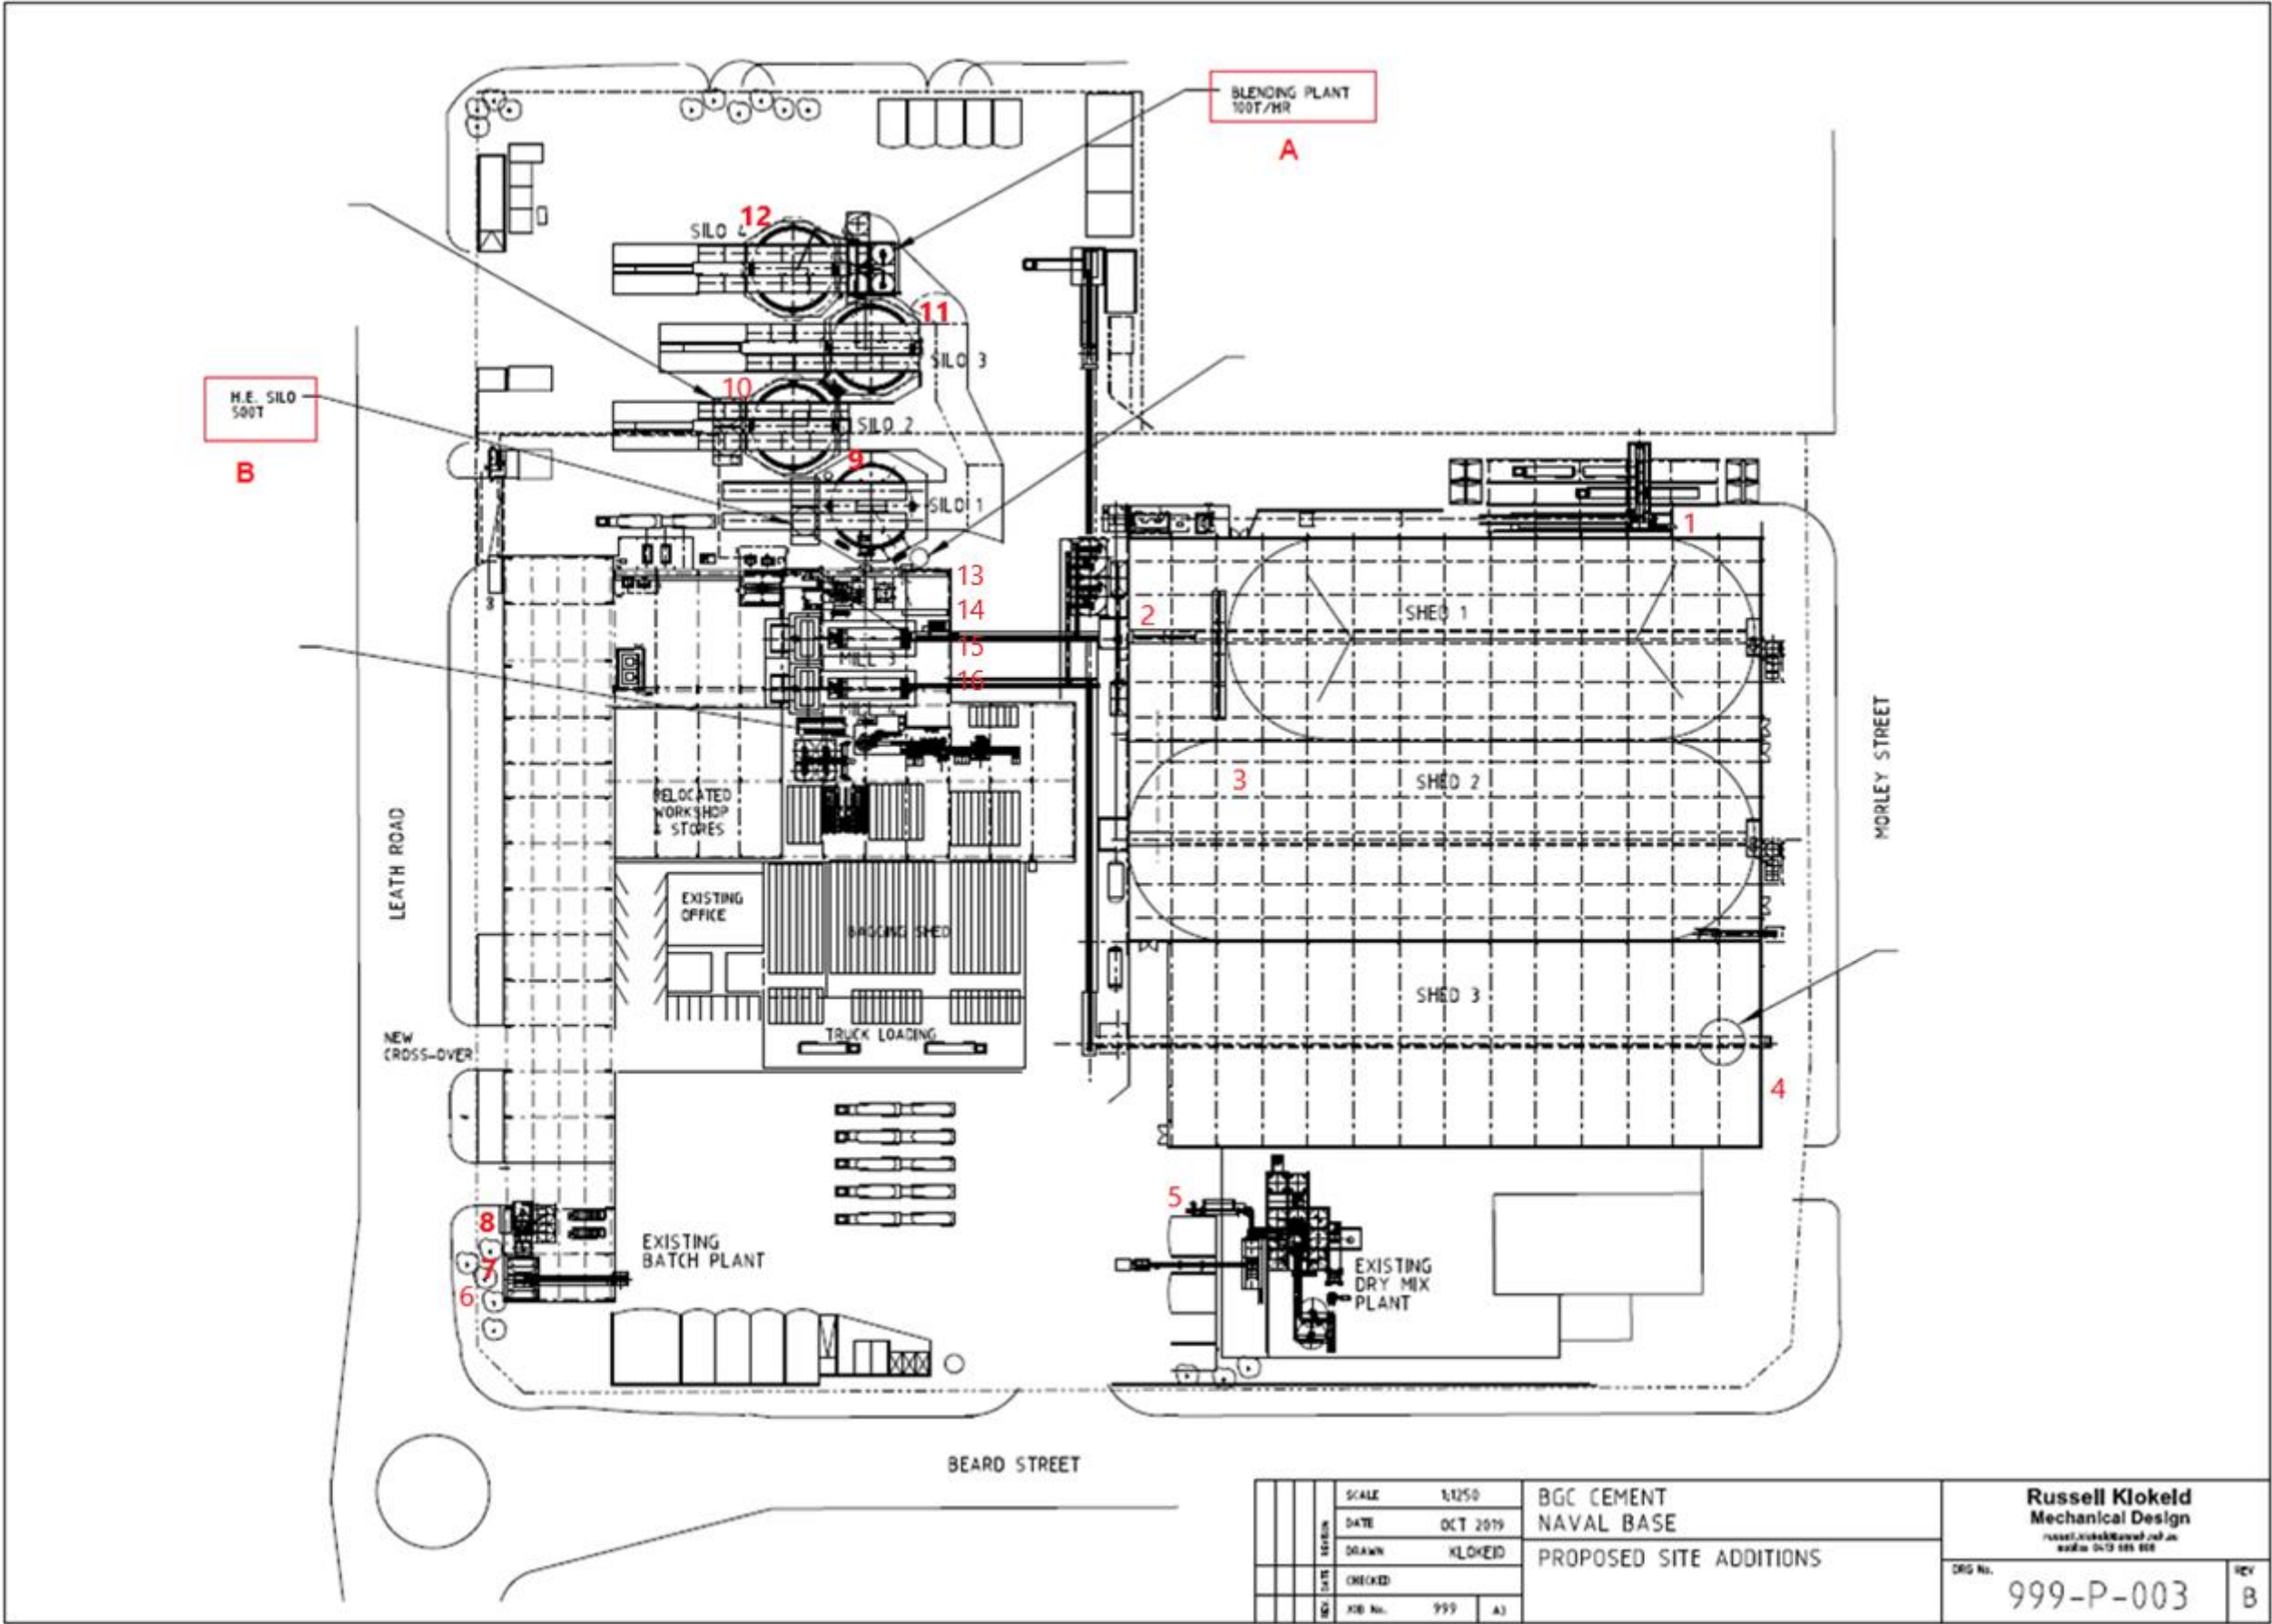 BLENDING PLANT
100T/HR
A
12
SILO 4
11
SILO 3
H.E. SILO
500T
B
10
SILO 2
9
SILO 1
1
13
14
15
16
MILL 3
2
SHED 1
3
SHED 2
RELOCATED
WORKSHOP
& STORES
MORLEY STREET
LEATH ROAD
EXISTING
OFFICE
BAGGING SHED
SHED 3
TRUCK LOADING
NEW
CROSS-OVER
4
5
8
7
6
EXISTING
BATCH PLANT
EXISTING
DRY MIX
PLANT
BEARD STREET
SCALE 1:1250
DATE OCT 2019
DRAWN KLOKEID
CHECKED
JOB No. 999 A3
REV. DATE REVISION
BGC CEMENT
NAVAL BASE
PROPOSED SITE ADDITIONS
Russell Klokeid
Mechanical Design
DRG No.
999-P-003
REV
B